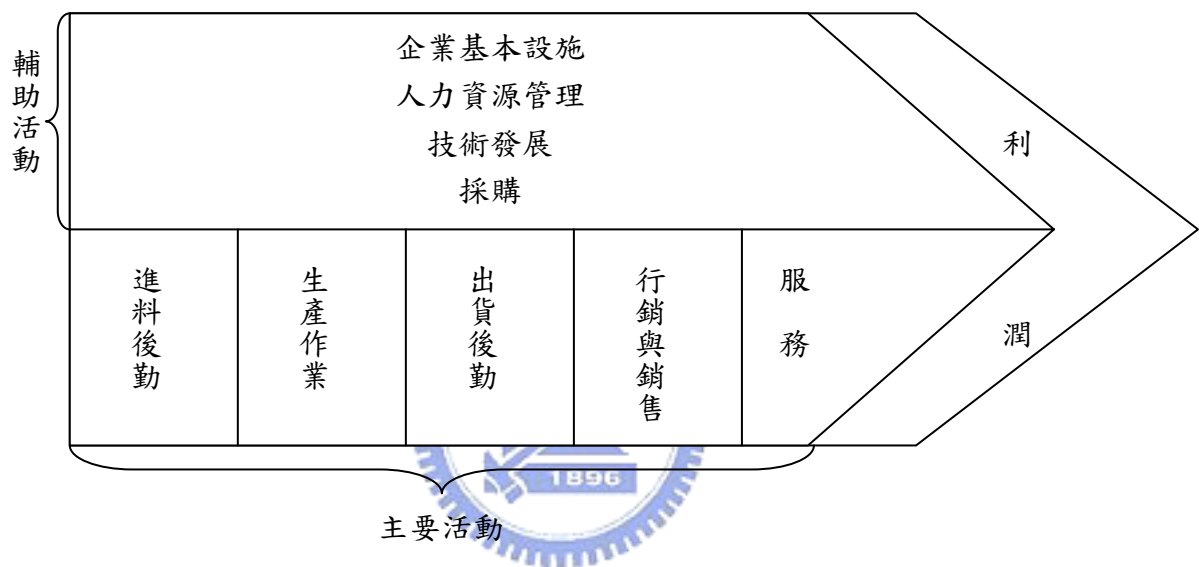 輔助活動
企業基本設施
人力資源管理
技術發展
採購
利潤
進料後勤
生產作業
出貨後勤
行銷與銷售
服務
1896
主要活動